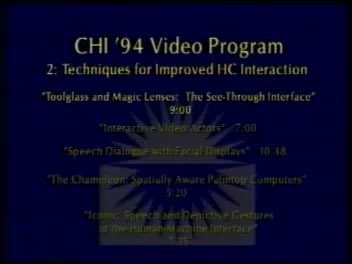 CHI '94 Video Program
2: Techniques for Improved HC Interaction
"Toolglass and Magic Lenses: The See-Through Interface"
9:00
"Interactive Video Actors" 7:00
"Speech Dialogue with Facial Displays"
"The Chameleon: Spatially Aware Palmtop Computers"
5:20
"Iconic: Speech and Depictive Gestures
at the Human-Machine Interface"